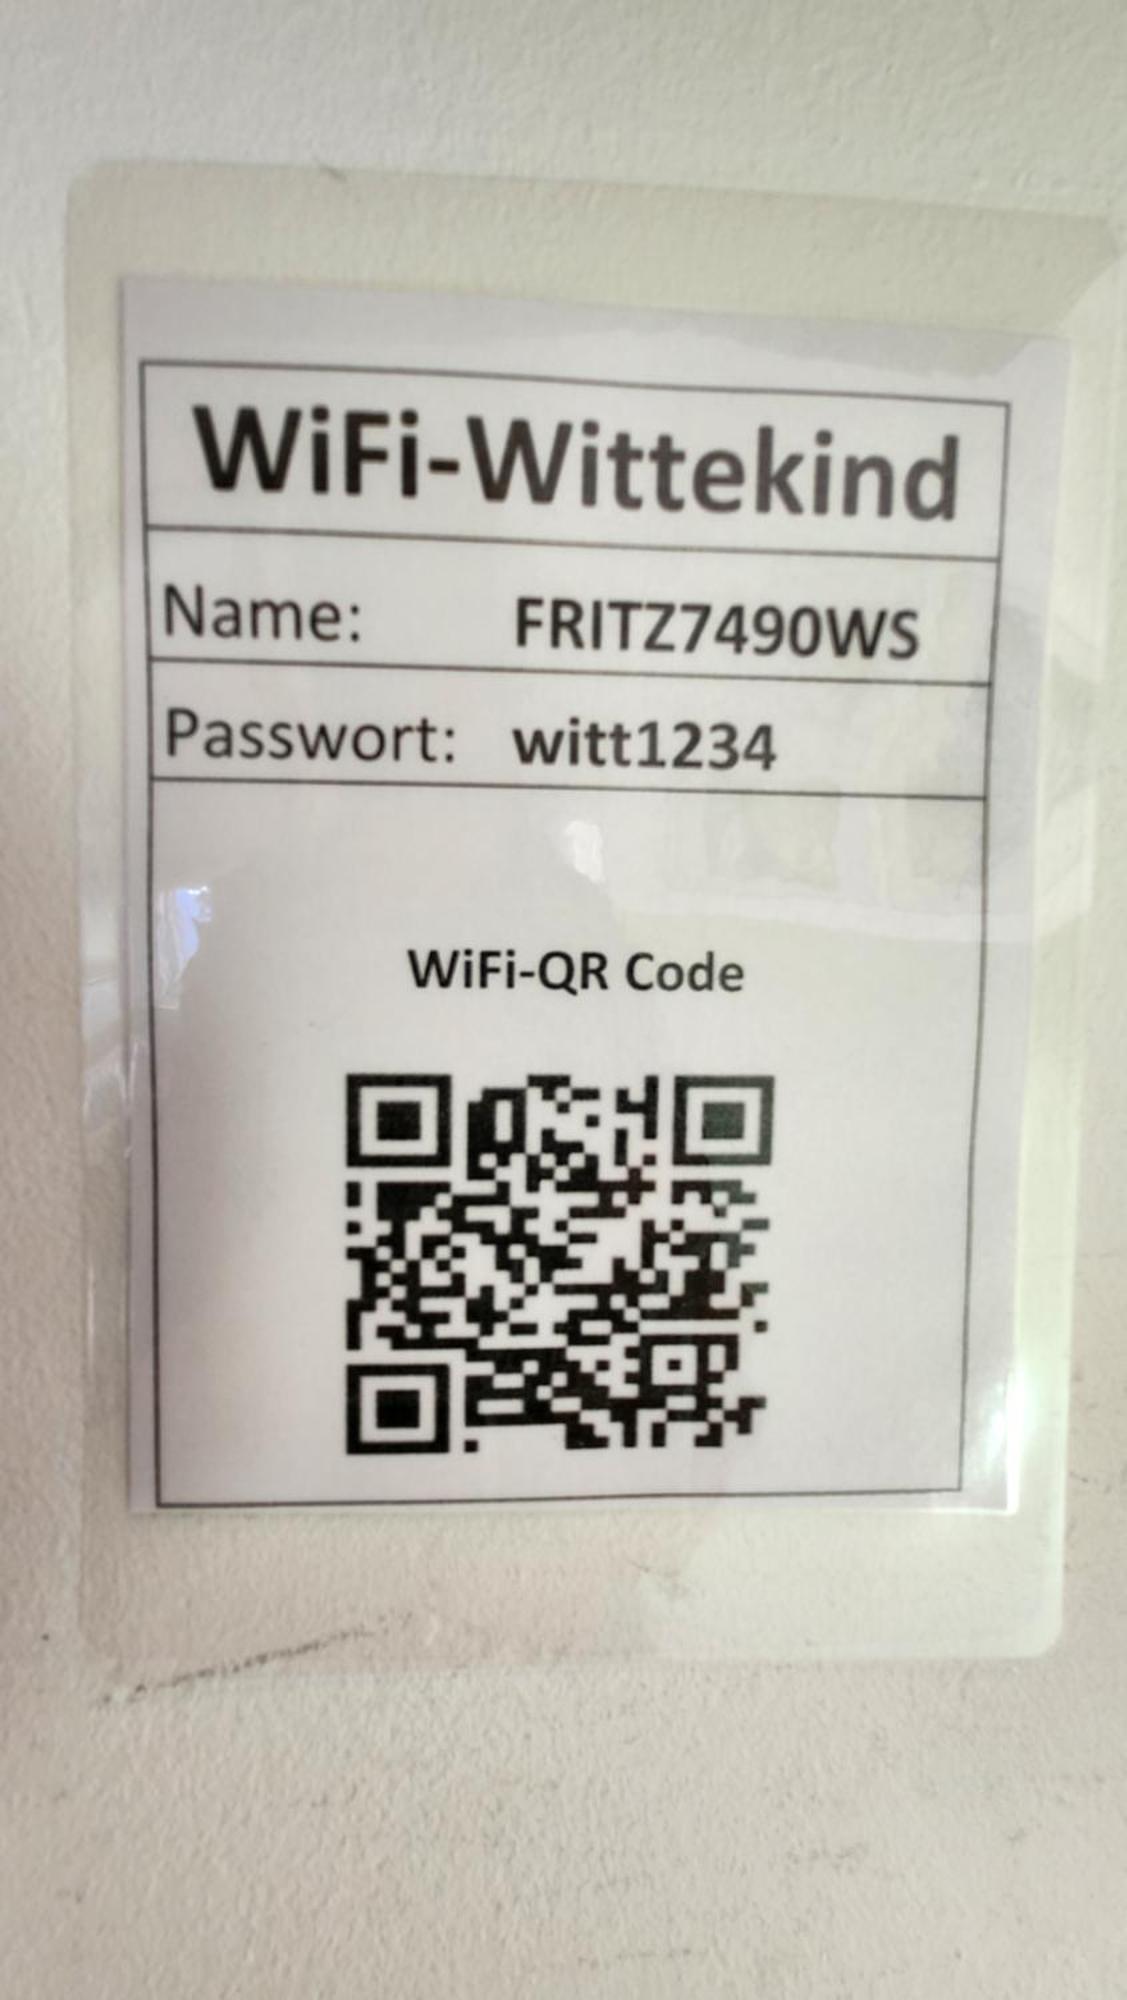 WiFi-Wittekind
Name: FRITZ7490WS
Passwort: witt1234
WiFi-QR Code